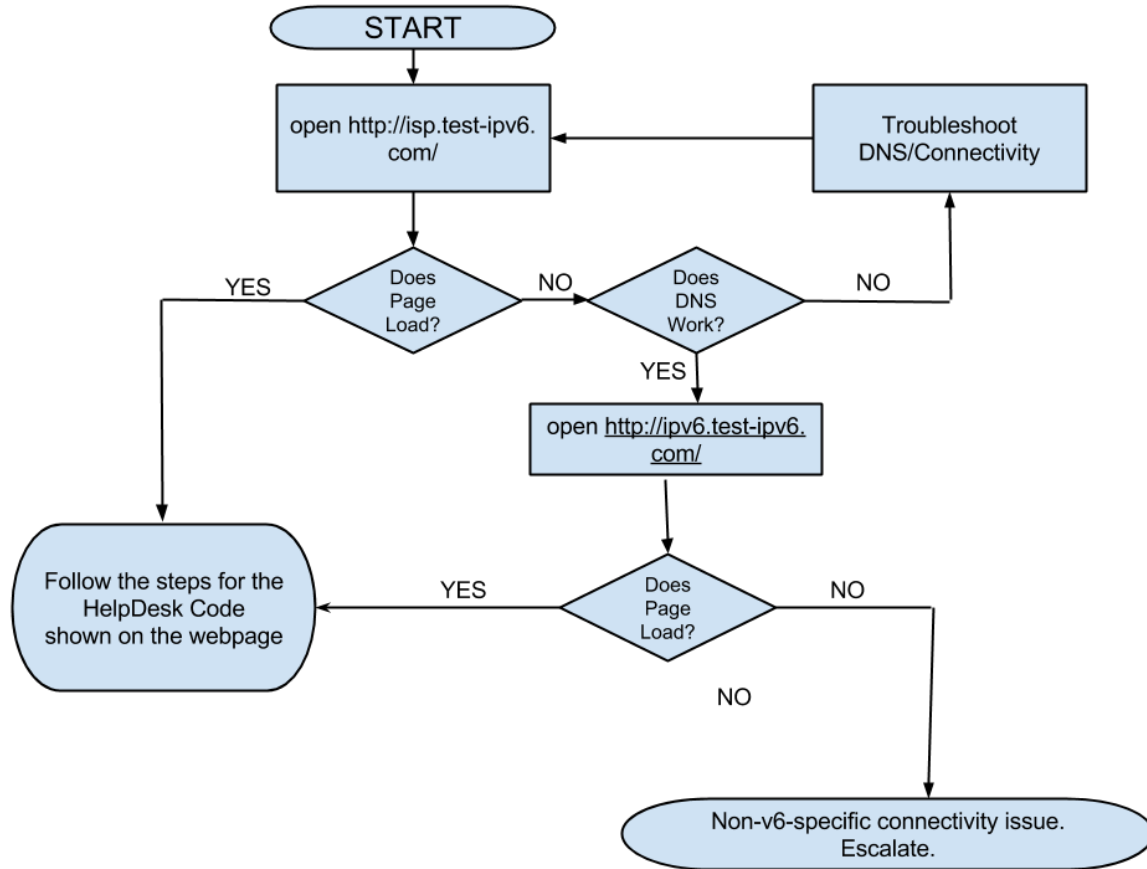 START
open http://isp.test-ipv6.
com/
Troubleshoot
DNS/Connectivity
YES
Does
Page
Load?
NO
Does
DNS
Work?
NO
YES
open http://ipv6.test-ipv6.
com/
Follow the steps for the
HelpDesk Code
shown on the webpage
YES
Does
Page
Load?
NO
NO
Non-v6-specific connectivity issue.
Escalate.